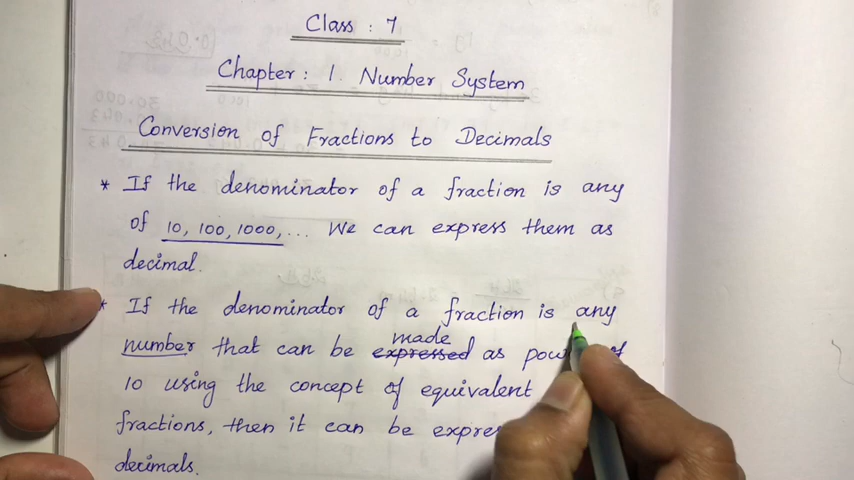 Class : 7
Chapter : 1. Number System
Conversion of Fractions to Decimals
* If the denominator of a fraction is any
of 10, 100, 1000, ... We can express them as
decimal.
* If the denominator of a fraction is any
number that can be made as of
10 using the concept of equivalent
fractions, then it can be
decimals.